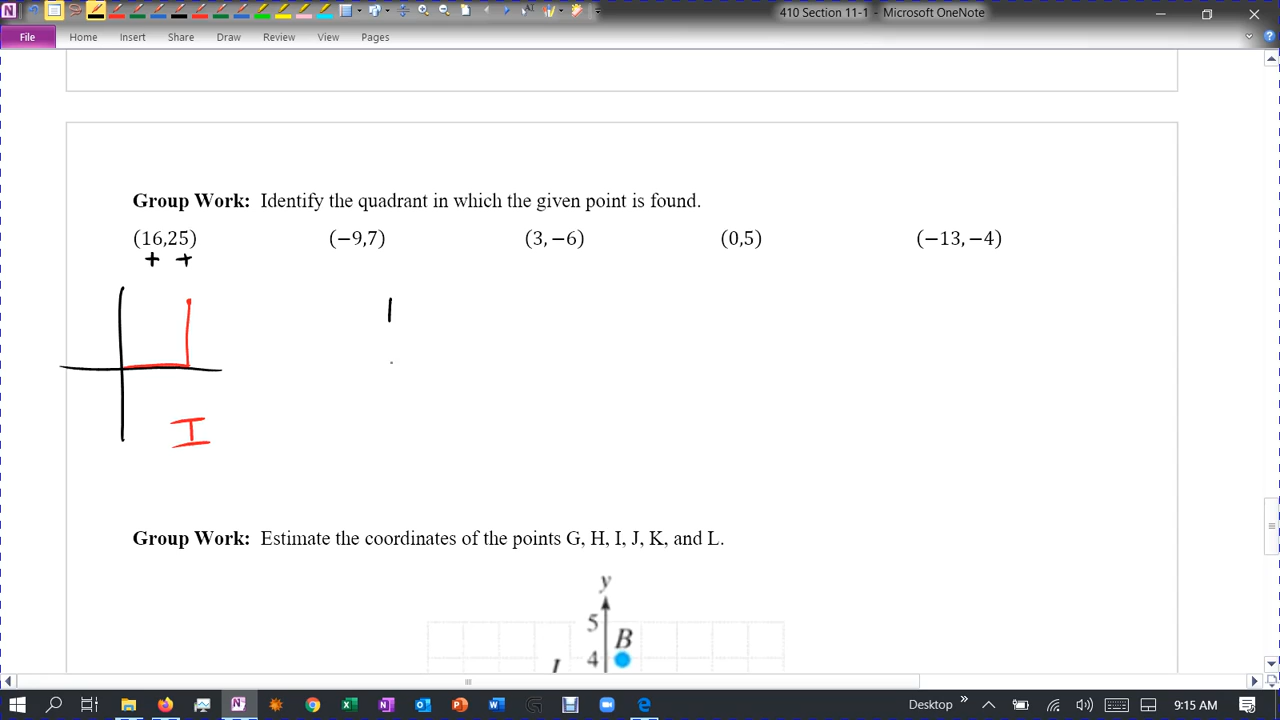 410 Section 11-1 - Microsoft OneNote
File Home Insert Share Draw Review View Pages
Group Work: Identify the quadrant in which the given point is found.
(16,25) (−9,7) (3, −6) (0,5) (−13, −4)
+ +
I
Group Work: Estimate the coordinates of the points G, H, I, J, K, and L.
y
5 B
4
Desktop 9:15 AM